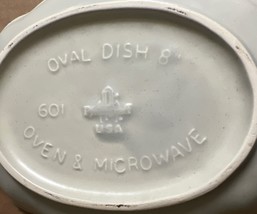 OVAL DISH 8
601
USA
OVEN & MICROWAVE